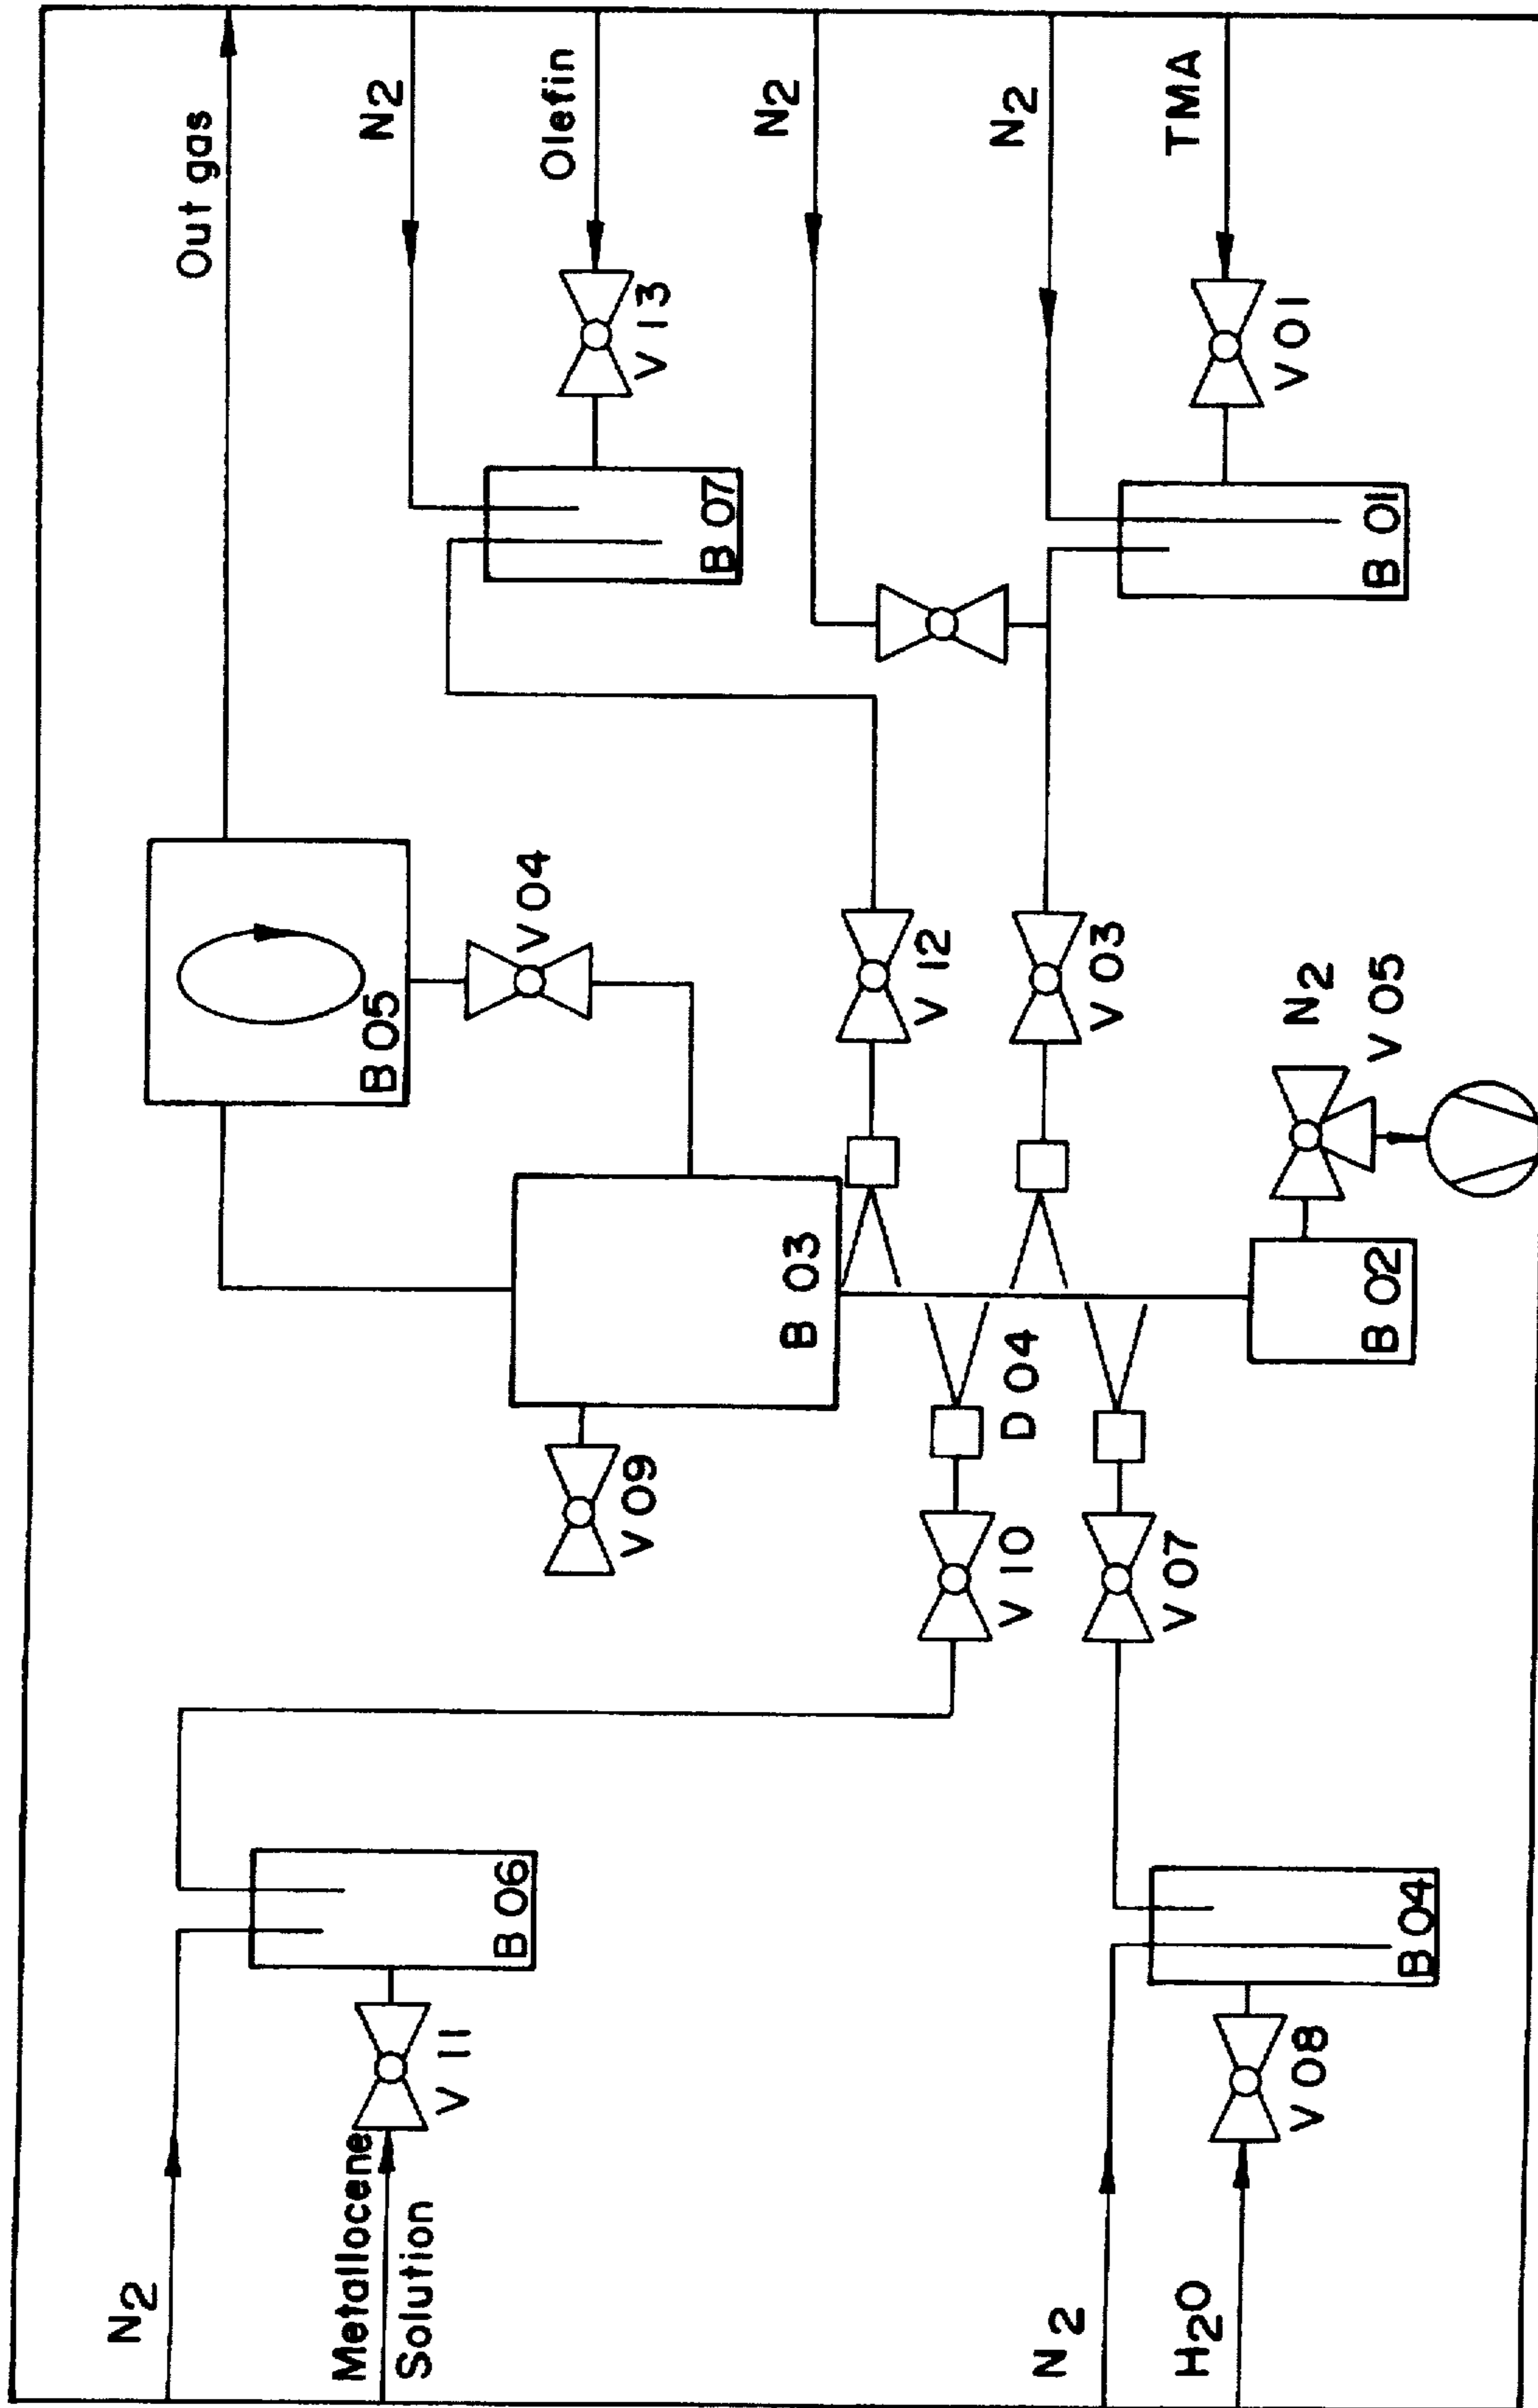 N2
Metallocene
Solution
V 11
B 06
N2
H2O
V 08
B 04
V 09
V 10
V 07
D 04
B 03
B 02
B 05
V 04
V 12
V 03
N2
V 05
Out gas
N2
Olefin
V 13
B 07
N2
N2
TMA
V 01
B 01